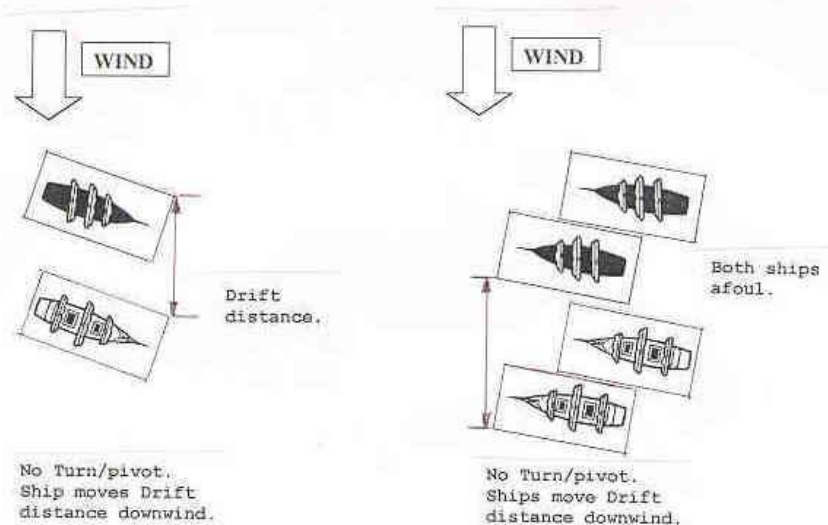 WIND
Drift
distance.
No Turn/pivot.
Ship moves Drift
distance downwind.
WIND
Both ships
afoul.
No Turn/pivot.
Ships move Drift
distance downwind.